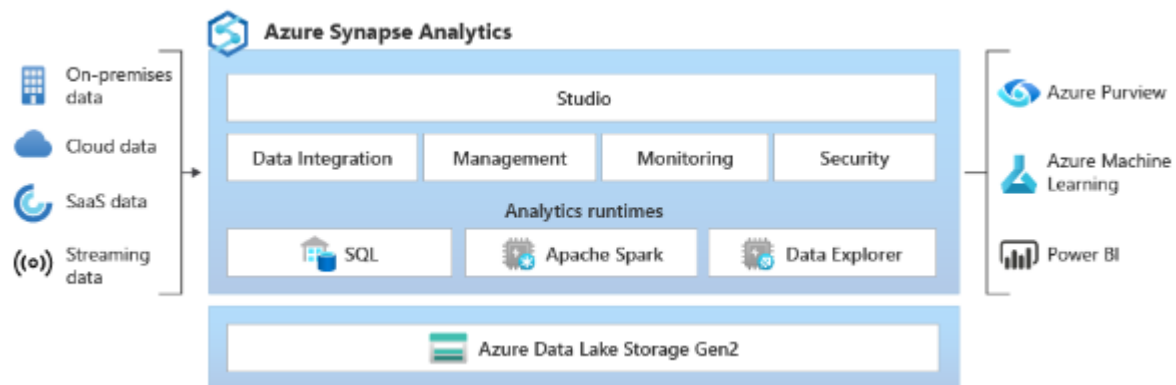 Azure Synapse Analytics
On-premises
data
Cloud data
SaaS data
Streaming
data
Studio
Data Integration
Management
Monitoring
Security
Analytics runtimes
SQL
Apache Spark
Data Explorer
Azure Data Lake Storage Gen2
Azure Purview
Azure Machine
Learning
Power BI